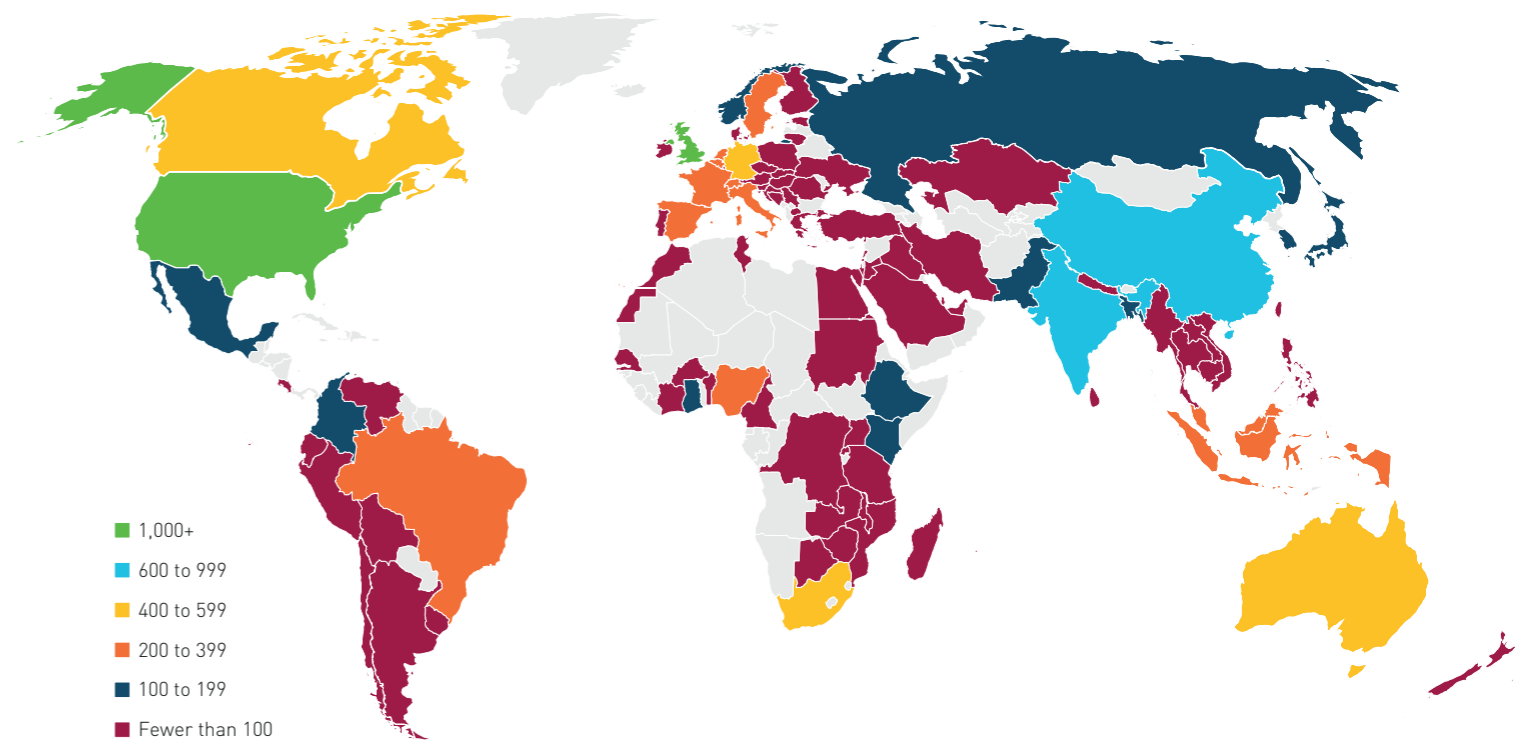 1,000+
600 to 999
400 to 599
200 to 399
100 to 199
Fewer than 100